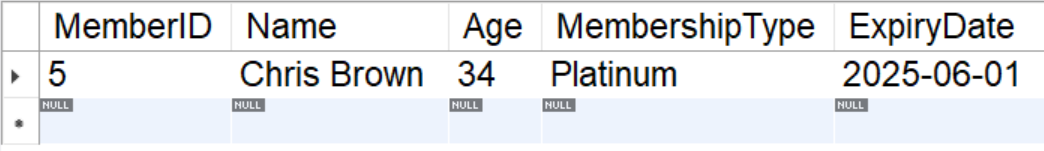 MemberID Name Age MembershipType ExpiryDate
5 Chris Brown 34 Platinum 2025-06-01
NULL NULL NULL NULL NULL